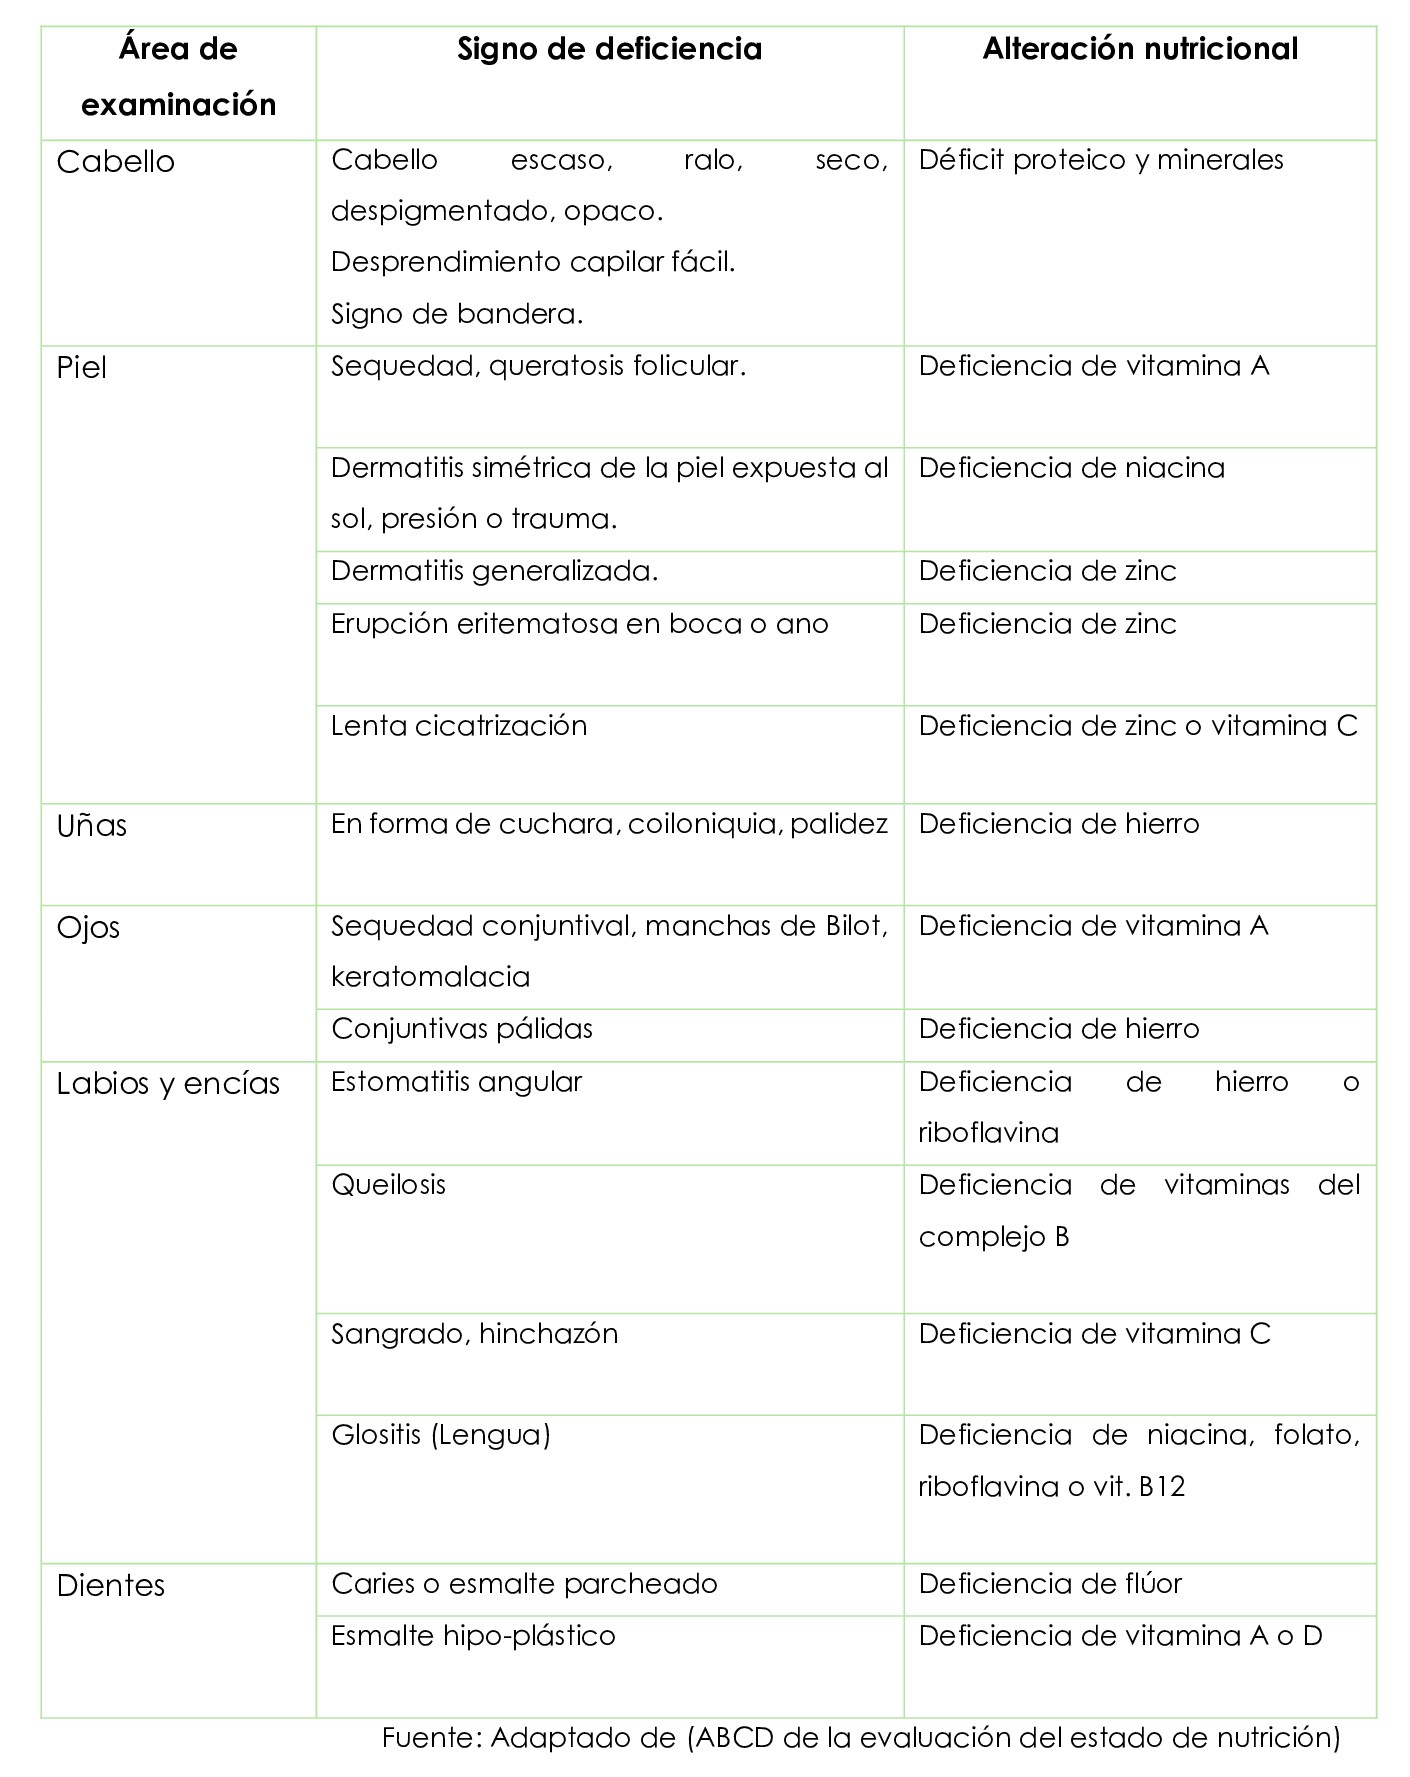 Área de
examinación
Signo de deficiencia
Alteración nutricional
Cabello
Cabello escaso, ralo, seco,
despigmentado, opaco.
Desprendimiento capilar fácil.
Signo de bandera.
Déficit proteico y minerales
Piel
Sequedad, queratosis folicular.
Deficiencia de vitamina A
Dermatitis simétrica de la piel expuesta al
sol, presión o trauma.
Deficiencia de niacina
Dermatitis generalizada.
Deficiencia de zinc
Erupción eritematosa en boca o ano
Deficiencia de zinc
Lenta cicatrización
Deficiencia de zinc o vitamina C
Uñas
En forma de cuchara, coiloniquia, palidez
Deficiencia de hierro
Ojos
Sequedad conjuntival, manchas de Bilot,
keratomalacia
Deficiencia de vitamina A
Conjuntivas pálidas
Deficiencia de hierro
Labios y encías
Estomatitis angular
Deficiencia de hierro o
riboflavina
Queilosis
Deficiencia de vitaminas del
complejo B
Sangrado, hinchazón
Deficiencia de vitamina C
Glositis (Lengua)
Deficiencia de niacina, folato,
riboflavina o vit. B12
Dientes
Caries o esmalte parcheado
Deficiencia de flúor
Esmalte hipo-plástico
Deficiencia de vitamina A o D
Fuente: Adaptado de (ABCD de la evaluación del estado de nutrición)